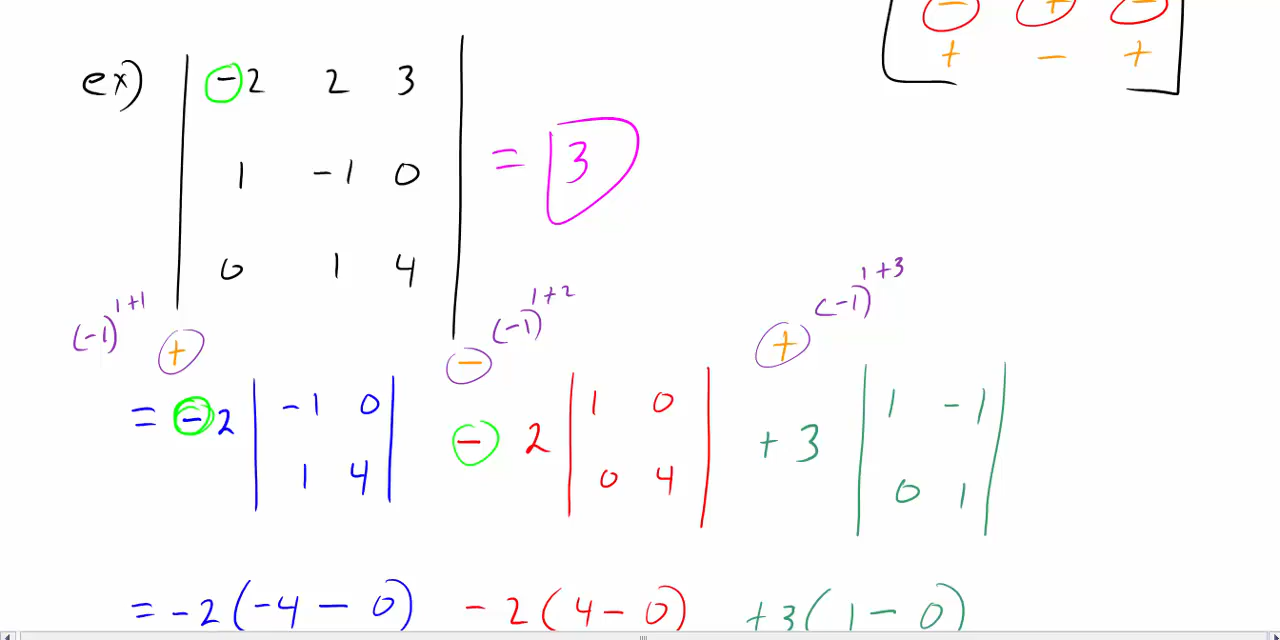 − + −
+ − +
ex) | -2 2 3 |
| 1 -1 0 | = 3
| 0 1 4 |
(-1)^{1+1} + − (-1)^{1+2} + (-1)^{1+3}
= -2 | -1 0 | - 2 | 1 0 | + 3 | 1 -1 |
| 1 4 | | 0 4 | | 0 1 |
= -2(-4 - 0) - 2(4 - 0) + 3(1 - 0)